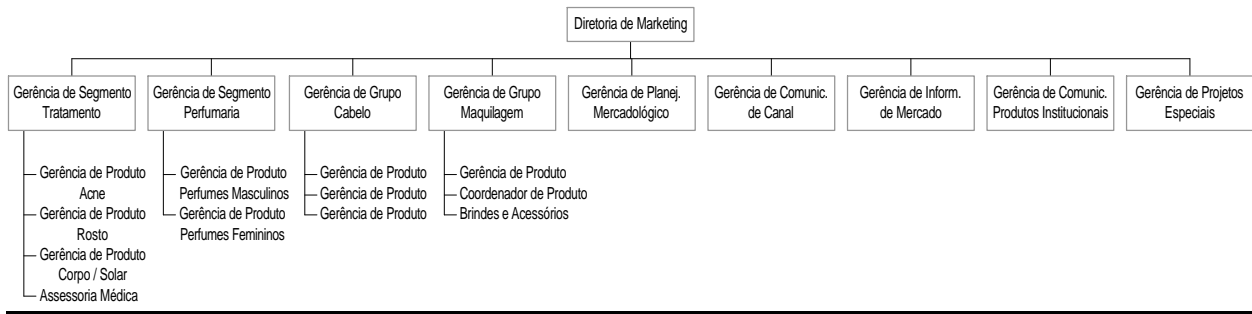 Diretoria de Marketing
Gerência de Segmento
Tratamento
Gerência de Segmento
Perfumaria
Gerência de Grupo
Cabelo
Gerência de Grupo
Maquilagem
Gerência de Planej.
Mercadológico
Gerência de Comunic.
de Canal
Gerência de Inform.
de Mercado
Gerência de Comunic.
Produtos Institucionais
Gerência de Projetos
Especiais
Gerência de Produto
Acne
Gerência de Produto
Rosto
Gerência de Produto
Corpo / Solar
Assessoria Médica
Gerência de Produto
Perfumes Masculinos
Gerência de Produto
Perfumes Femininos
Gerência de Produto
Gerência de Produto
Gerência de Produto
Gerência de Produto
Coordenador de Produto
Brindes e Acessórios